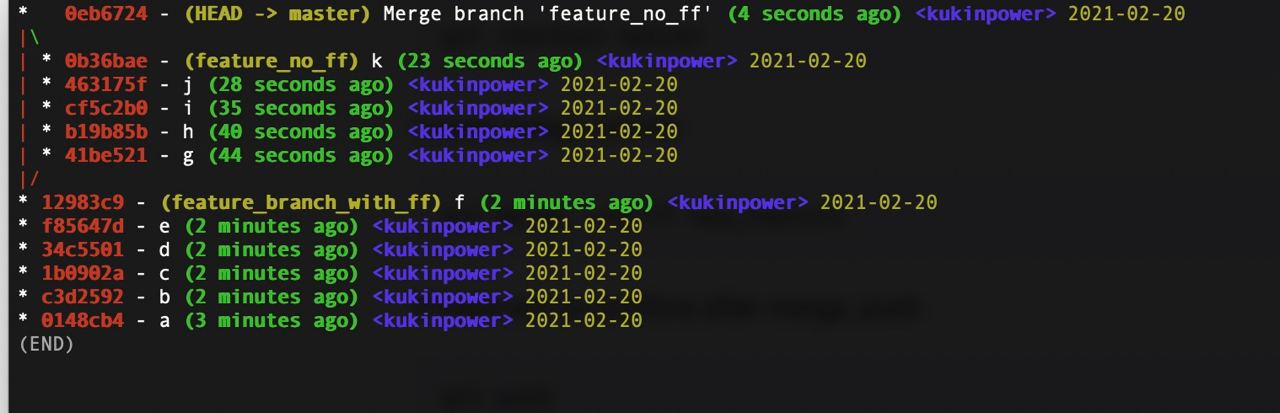 *   0eb6724 - (HEAD -> master) Merge branch 'feature_no_ff' (4 seconds ago) <kukinpower> 2021-02-20
|\
| * 0b36bae - (feature_no_ff) k (23 seconds ago) <kukinpower> 2021-02-20
| * 463175f - j (28 seconds ago) <kukinpower> 2021-02-20
| * cf5c2b0 - i (35 seconds ago) <kukinpower> 2021-02-20
| * b19b85b - h (40 seconds ago) <kukinpower> 2021-02-20
| * 41be521 - g (44 seconds ago) <kukinpower> 2021-02-20
|/
* 12983c9 - (feature_branch_with_ff) f (2 minutes ago) <kukinpower> 2021-02-20
* f85647d - e (2 minutes ago) <kukinpower> 2021-02-20
* 34c5501 - d (2 minutes ago) <kukinpower> 2021-02-20
* 1b0902a - c (2 minutes ago) <kukinpower> 2021-02-20
* c3d2592 - b (2 minutes ago) <kukinpower> 2021-02-20
* 0148cb4 - a (3 minutes ago) <kukinpower> 2021-02-20
(END)